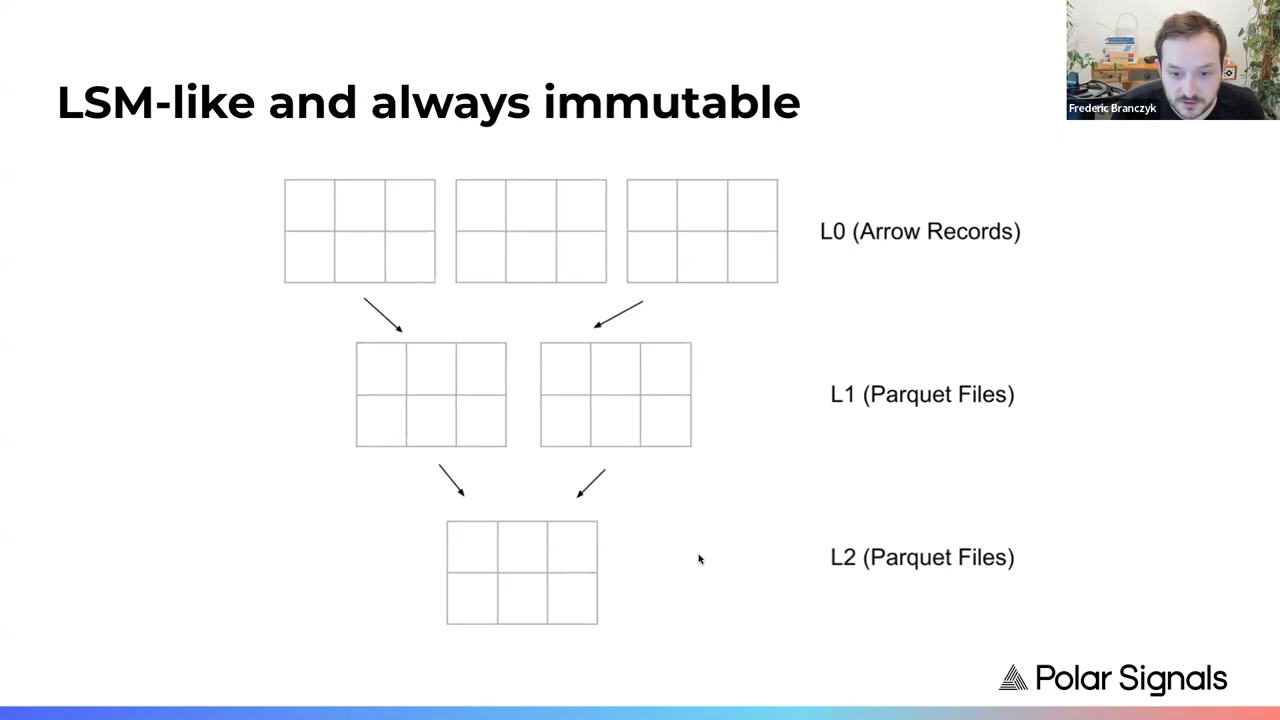 LSM-like and always immutable
Frederic Branczyk
L0 (Arrow Records)
L1 (Parquet Files)
L2 (Parquet Files)
Polar Signals